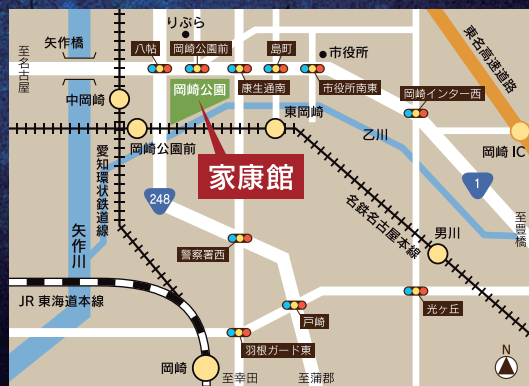 りぶら
矢作橋
至名古屋
八帖
岡崎公園前
島町
市役所
東名高速道路
岡崎公園
康生通南
市役所南東
岡崎インター西
中岡崎
岡崎公園前
東岡崎
乙川
岡崎IC
愛知環状鉄道線
家康館
248
1
名鉄名古屋本線
至豊橋
矢作川
警察署西
男川
JR東海道本線
戸崎
光ヶ丘
羽根ガード東
岡崎
至幸田
至蒲郡
N